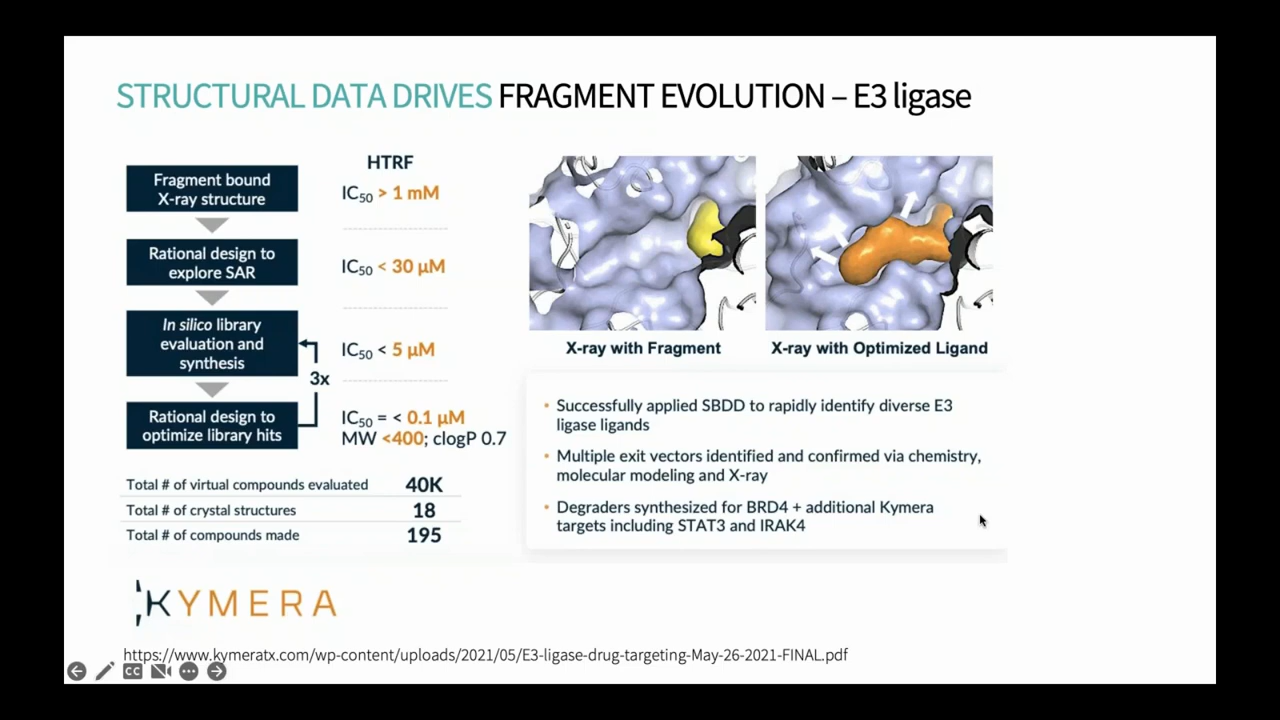 STRUCTURAL DATA DRIVES FRAGMENT EVOLUTION – E3 ligase
HTRF
Fragment bound
X-ray structure
IC50 > 1 mM
Rational design to
explore SAR
IC50 < 30 µM
In silico library
evaluation and
synthesis
IC50 < 5 µM
3x
Rational design to
optimize library hits
IC50 = < 0.1 µM
MW <400; clogP 0.7
Total # of virtual compounds evaluated 40K
Total # of crystal structures 18
Total # of compounds made 195
X-ray with Fragment
X-ray with Optimized Ligand
• Successfully applied SBDD to rapidly identify diverse E3
ligase ligands
• Multiple exit vectors identified and confirmed via chemistry,
molecular modeling and X-ray
• Degraders synthesized for BRD4 + additional Kymera
targets including STAT3 and IRAK4
KYMERA
https://www.kymeratx.com/wp-content/uploads/2021/05/E3-ligase-drug-targeting-May-26-2021-FINAL.pdf
CC